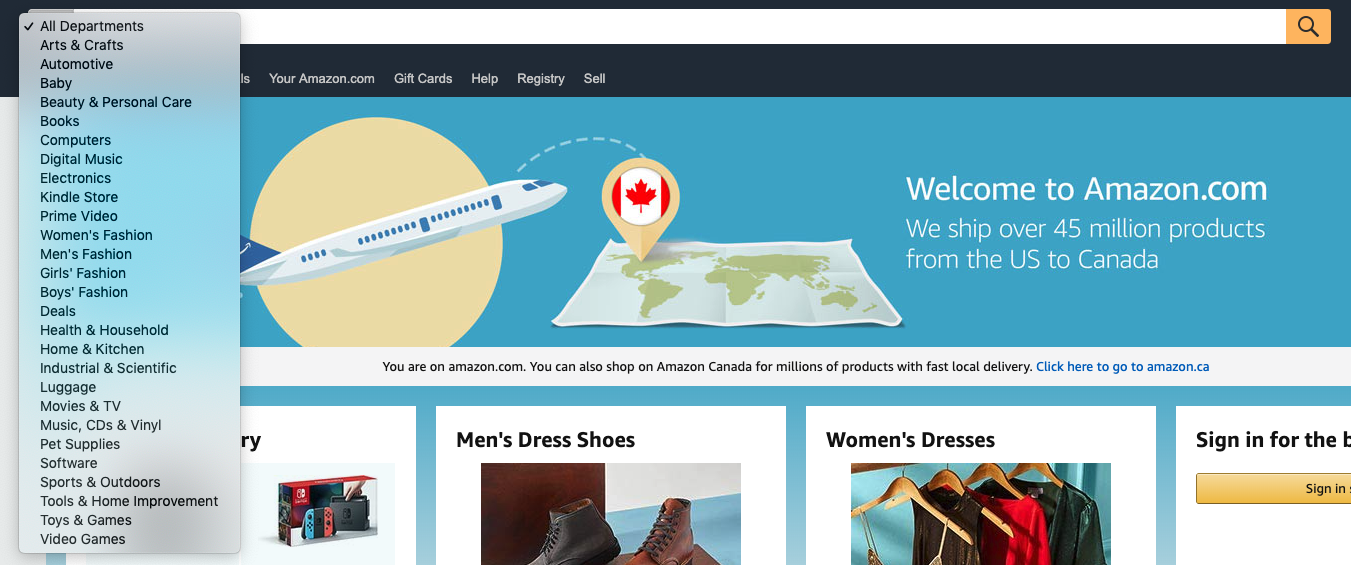 All Departments
Arts & Crafts
Automotive
Baby
Beauty & Personal Care
Books
Computers
Digital Music
Electronics
Kindle Store
Prime Video
Women's Fashion
Men's Fashion
Girls' Fashion
Boys' Fashion
Deals
Health & Household
Home & Kitchen
Industrial & Scientific
Luggage
Movies & TV
Music, CDs & Vinyl
Pet Supplies
Software
Sports & Outdoors
Tools & Home Improvement
Toys & Games
Video Games
ls Your Amazon.com Gift Cards Help Registry Sell
Welcome to Amazon.com
We ship over 45 million products
from the US to Canada
You are on amazon.com. You can also shop on Amazon Canada for millions of products with fast local delivery. Click here to go to amazon.ca
ry
Men's Dress Shoes
Women's Dresses
Sign in for the b
Sign in s